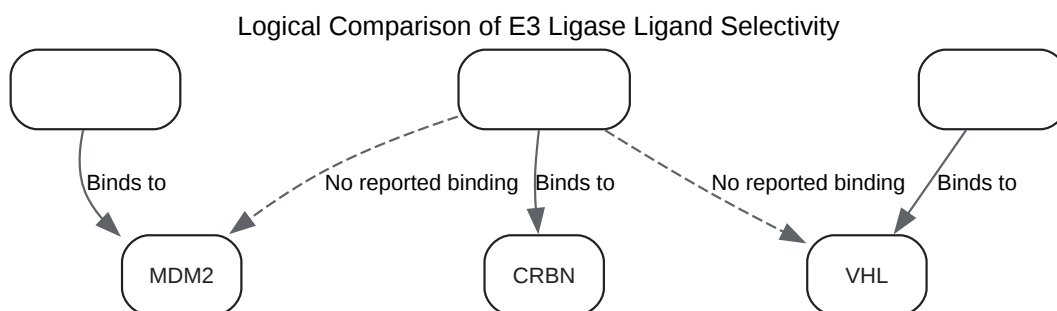 Logical Comparison of E3 Ligase Ligand Selectivity
Binds to
No reported binding
Binds to
No reported binding
Binds to
MDM2
CRBN
VHL